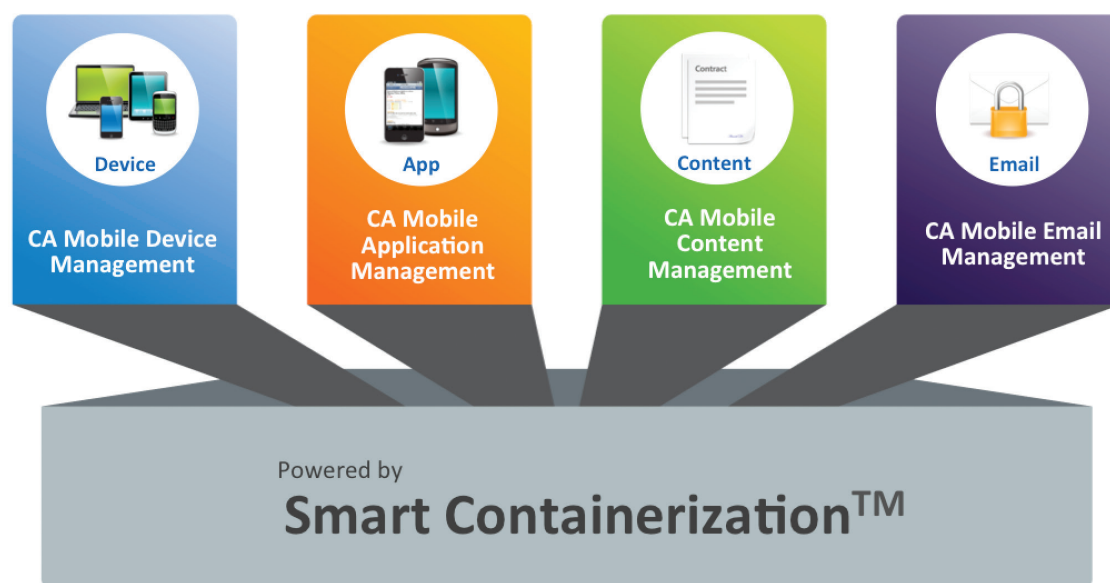 Device
CA Mobile Device
Management
App
CA Mobile
Application
Management
Contract
Content
CA Mobile
Content
Management
Email
CA Mobile Email
Management
Powered by
Smart Containerization™